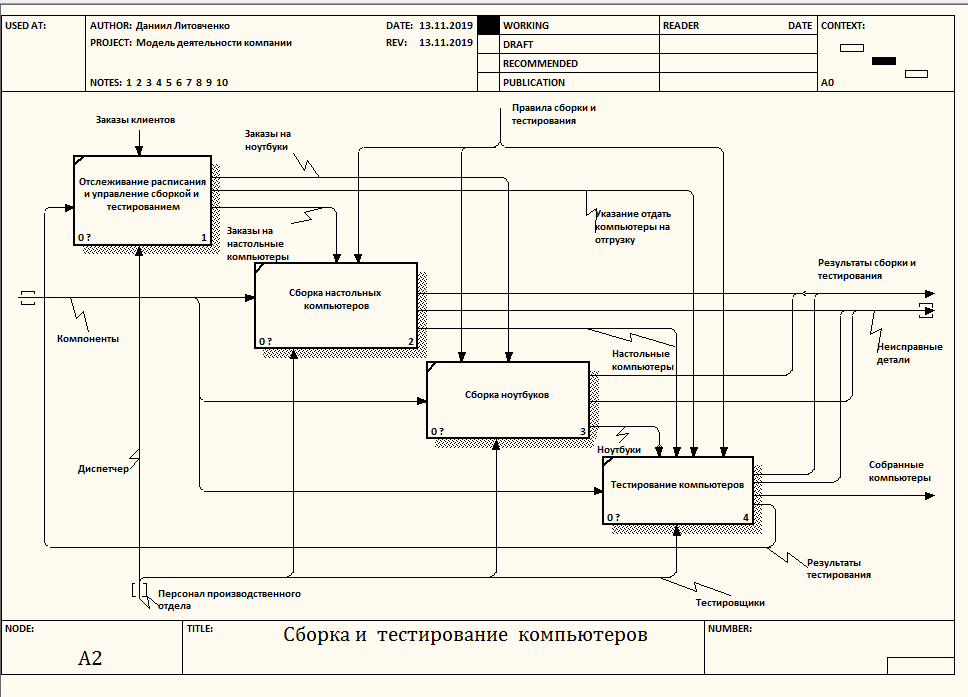 USED AT:
AUTHOR: Даниил Литовченко
DATE: 13.11.2019
PROJECT: Модель деятельности компании
REV: 13.11.2019
NOTES: 1 2 3 4 5 6 7 8 9 10
WORKING
DRAFT
RECOMMENDED
PUBLICATION
READER
DATE
CONTEXT:
A0
Заказы клиентов
Заказы на
ноутбуки
Правила сборки и
тестирования
Отслеживание расписания
и управление сборкой и
тестированием
0 ?
1
Заказы на
настольные
компьютеры
Указание отдать
компьютеры на
отгрузку
Результаты сборки и
тестирования
Сборка настольных
компьютеров
0 ?
2
Компоненты
Настольные
компьютеры
Неисправные
детали
Сборка ноутбуков
0 ?
3
Ноутбуки
Диспетчер
Тестирование компьютеров
0 ?
4
Собранные
компьютеры
Результаты
тестирования
Персонал производственного
отдела
Тестировщики
NODE:
A2
TITLE:
Сборка и тестирование компьютеров
NUMBER: